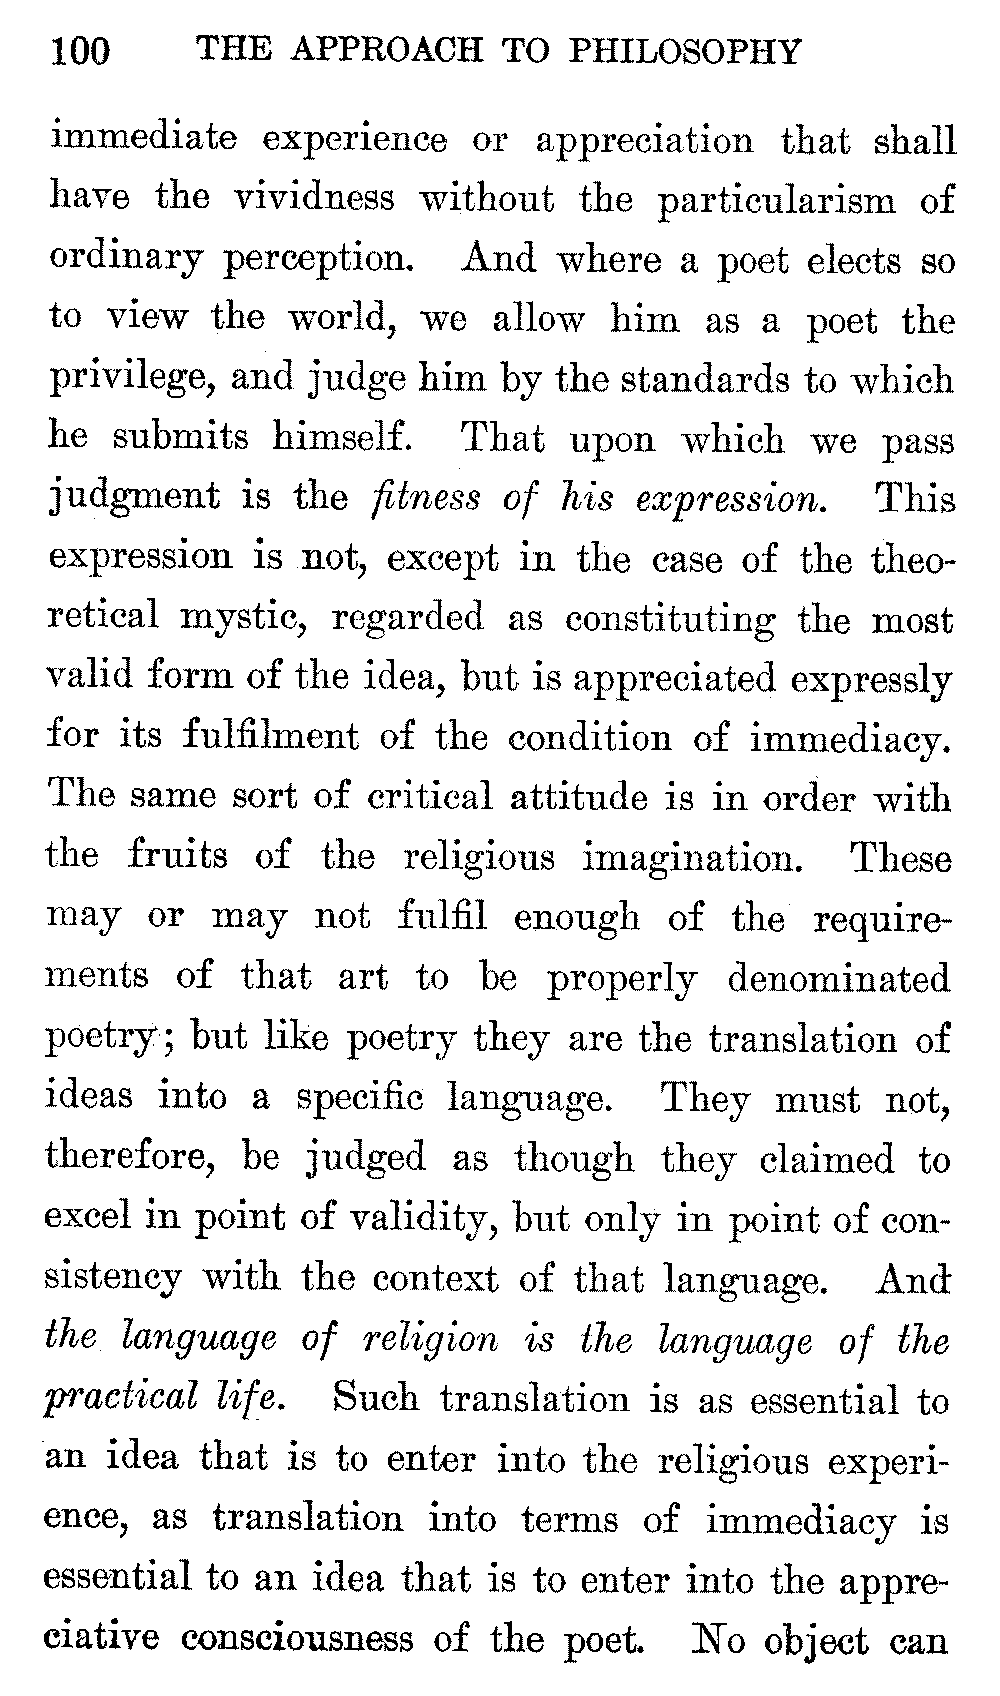 100 THE APPROACH TO PHILOSOPHY
immediate experience or appreciation that shall
have the vividness without the particularism of
ordinary perception. And where a poet elects so
to view the world, we allow him as a poet the
privilege, and judge him by the standards to which
he submits himself. That upon which we pass
judgment is the fitness of his expression. This
expression is not, except in the case of the theo-
retical mystic, regarded as constituting the most
valid form of the idea, but is appreciated expressly
for its fulfilment of the condition of immediacy.
The same sort of critical attitude is in order with
the fruits of the religious imagination. These
may or may not fulfil enough of the require-
ments of that art to be properly denominated
poetry; but like poetry they are the translation of
ideas into a specific language. They must not,
therefore, be judged as though they claimed to
excel in point of validity, but only in point of con-
sistency with the context of that language. And
the language of religion is the language of the
practical life. Such translation is as essential to
an idea that is to enter into the religious experi-
ence, as translation into terms of immediacy is
essential to an idea that is to enter into the appre-
ciative consciousness of the poet. No object can